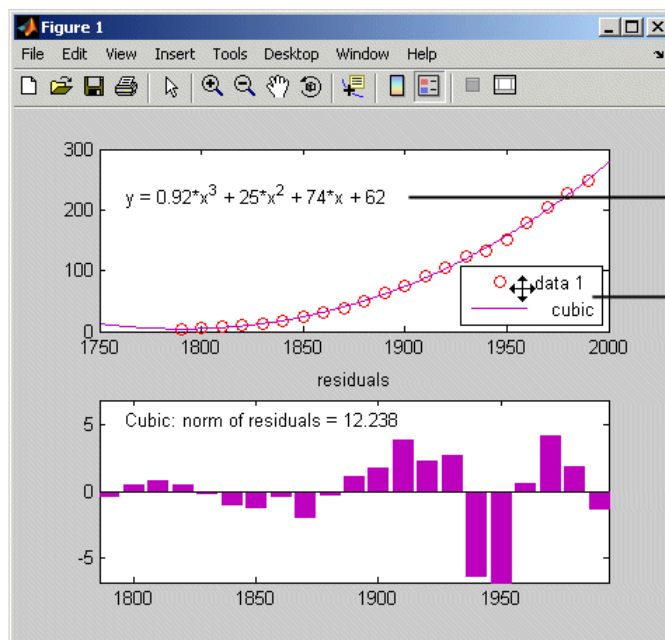 Figure 1
File Edit View Insert Tools Desktop Window Help
300
y = 0.92*x³ + 25*x² + 74*x + 62
200
100
data 1
cubic
0
1750 1800 1850 1900 1950 2000
residuals
5
Cubic: norm of residuals = 12.238
0
-5
1800 1850 1900 1950